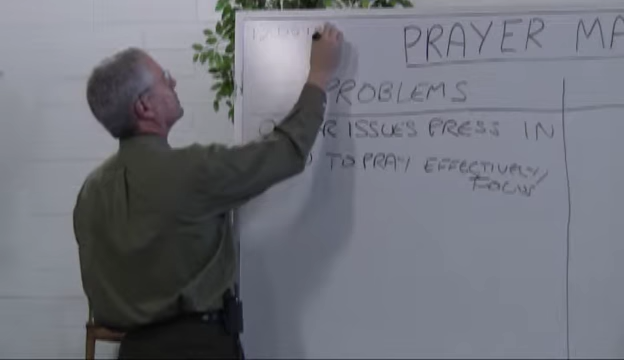 PRAYER MA
PROBLEMS
R ISSUES PRESS IN
TO PRAY EFFECTIVELY/
FOCUS